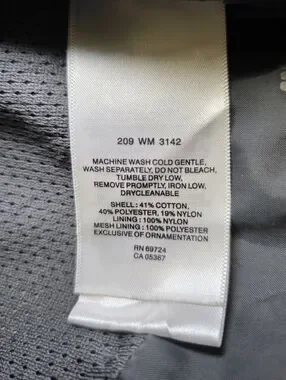 209 WM 3142
MACHINE WASH COLD GENTLE,
WASH SEPARATELY, DO NOT BLEACH,
TUMBLE DRY LOW,
REMOVE PROMPTLY, IRON LOW,
DRYCLEANABLE
SHELL: 41% COTTON,
40% POLYESTER, 19% NYLON
LINING: 100% NYLON
MESH LINING: 100% NYLON
EXCLUSIVE OF ORNAMENTATION
RN 69724
CA 05367